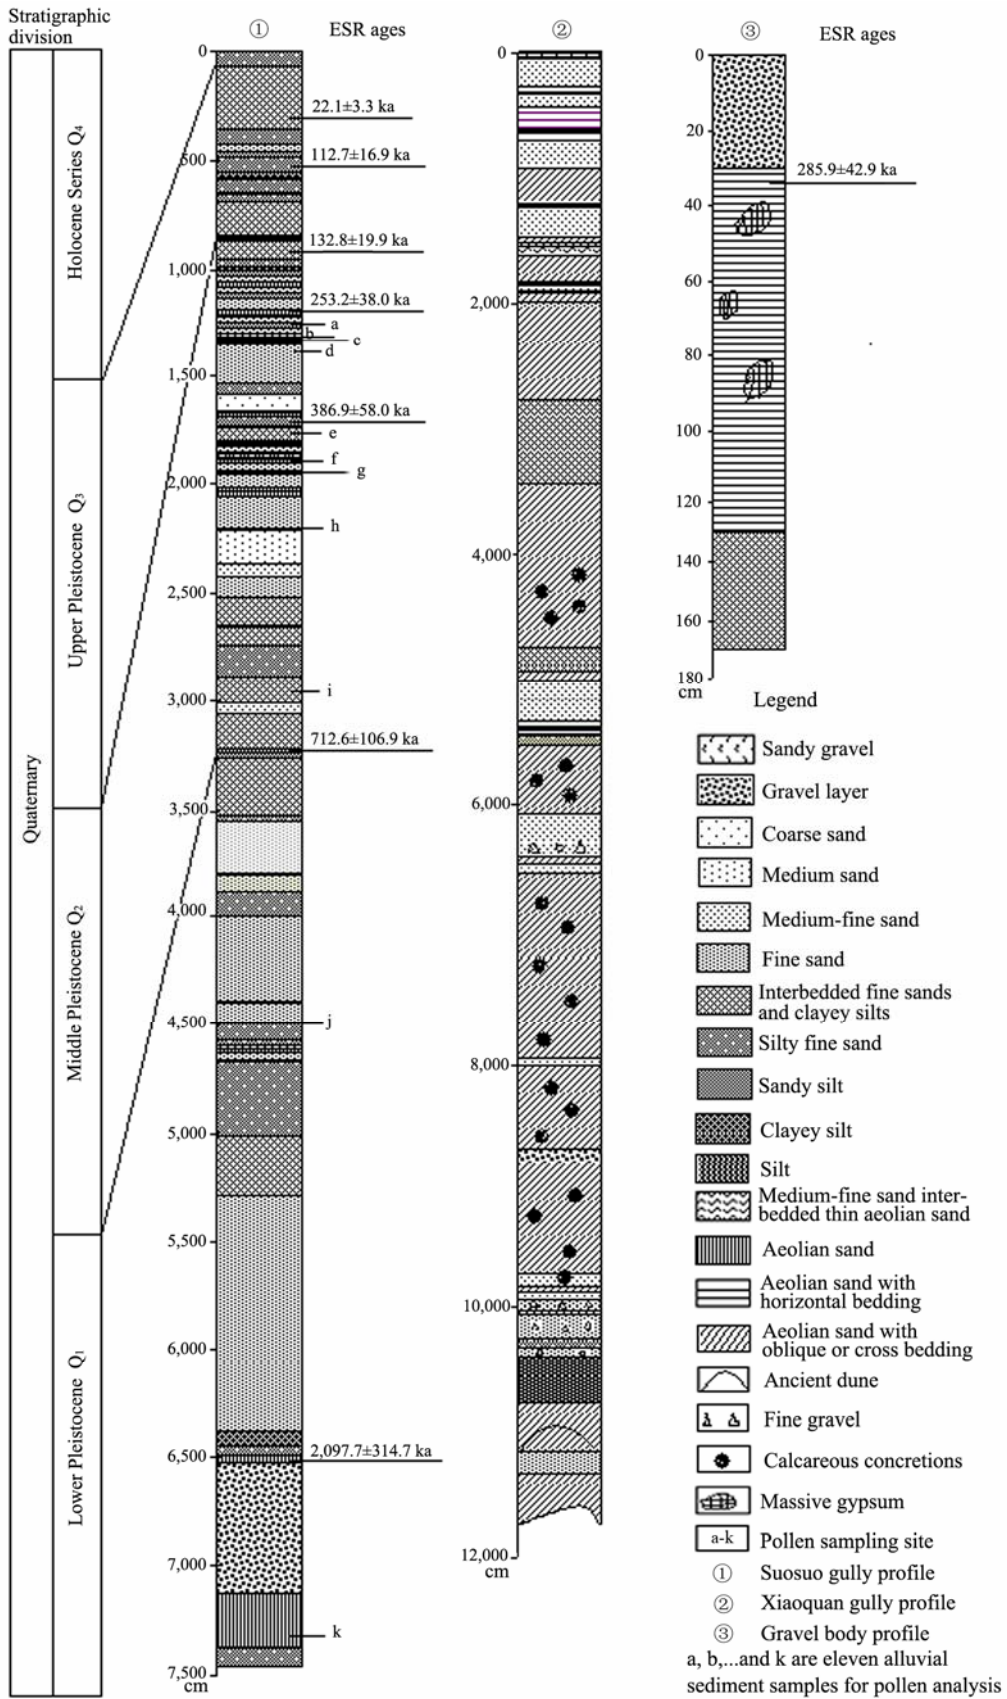 Stratigraphic
division
Quaternary
Holocene Series Q4
Upper Pleistocene Q3
Middle Pleistocene Q2
Lower Pleistocene Q1
① ESR ages
0
500
1,000
1,500
2,000
2,500
3,000
3,500
4,000
4,500
5,000
5,500
6,000
6,500
7,000
7,500
cm
22.1±3.3 ka
112.7±16.9 ka
132.8±19.9 ka
253.2±38.0 ka
a
b
c
d
386.9±58.0 ka
e
f
g
h
i
712.6±106.9 ka
j
2,097.7±314.7 ka
k
②
0
2,000
4,000
6,000
8,000
10,000
12,000
cm
③ ESR ages
0
20
40
60
80
100
120
140
160
180
cm
285.9±42.9 ka
Legend
Sandy gravel
Gravel layer
Coarse sand
Medium sand
Medium-fine sand
Fine sand
Interbedded fine sands
and clayey silts
Silty fine sand
Sandy silt
Clayey silt
Silt
Medium-fine sand inter-
bedded thin aeolian sand
Aeolian sand
Aeolian sand with
horizontal bedding
Aeolian sand with
oblique or cross bedding
Ancient dune
Fine gravel
Calcareous concretions
Massive gypsum
a-k Pollen sampling site
① Suosuo gully profile
② Xiaoquan gully profile
③ Gravel body profile
a, b,...and k are eleven alluvial
sediment samples for pollen analysis